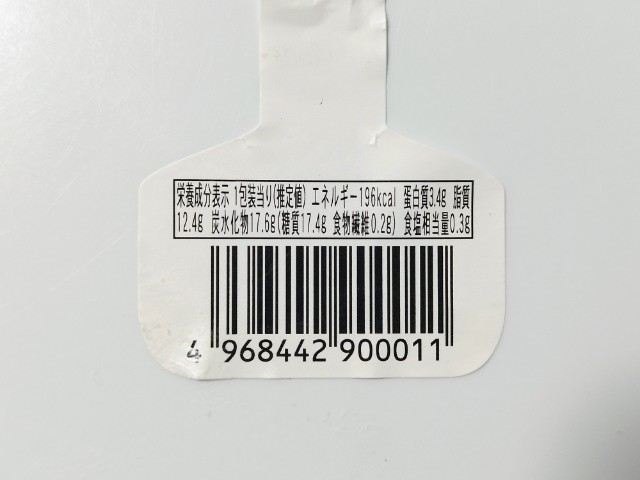 栄養成分表示 1包装当り(推定値) エネルギー196kcal 蛋白質3.4g 脂質
12.4g 炭水化物17.6g(糖質17.4g 食物繊維0.2g) 食塩相当量0.3g
4 968442 900011